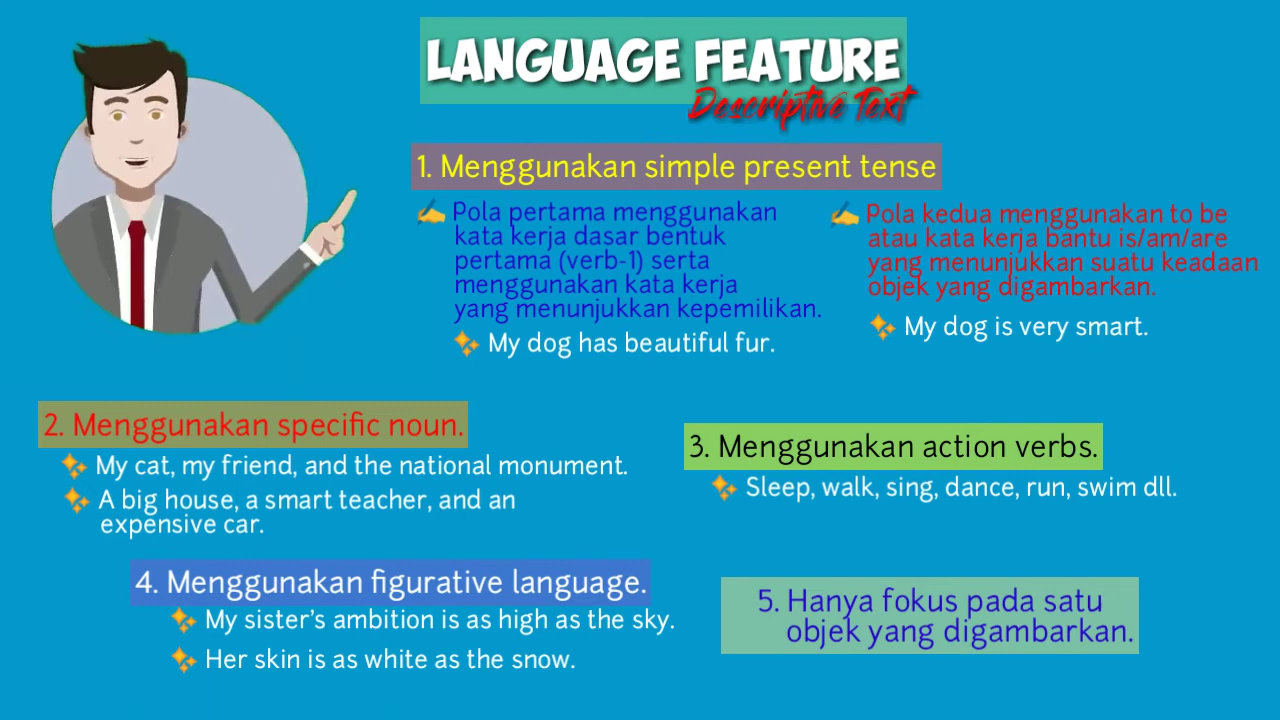 LANGUAGE FEATURE
Descriptive Text
1. Menggunakan simple present tense
✍ Pola pertama menggunakan
kata kerja dasar bentuk
pertama (verb-1) serta
menggunakan kata kerja
yang menunjukkan kepemilikan.
✨ My dog has beautiful fur.
✍ Pola kedua menggunakan to be
atau kata kerja bantu is/am/are
yang menunjukkan suatu keadaan
objek yang digambarkan.
✨ My dog is very smart.
2. Menggunakan specific noun.
✨ My cat, my friend, and the national monument.
✨ A big house, a smart teacher, and an
expensive car.
3. Menggunakan action verbs.
✨ Sleep, walk, sing, dance, run, swim dll.
4. Menggunakan figurative language.
✨ My sister's ambition is as high as the sky.
✨ Her skin is as white as the snow.
5. Hanya fokus pada satu
objek yang digambarkan.